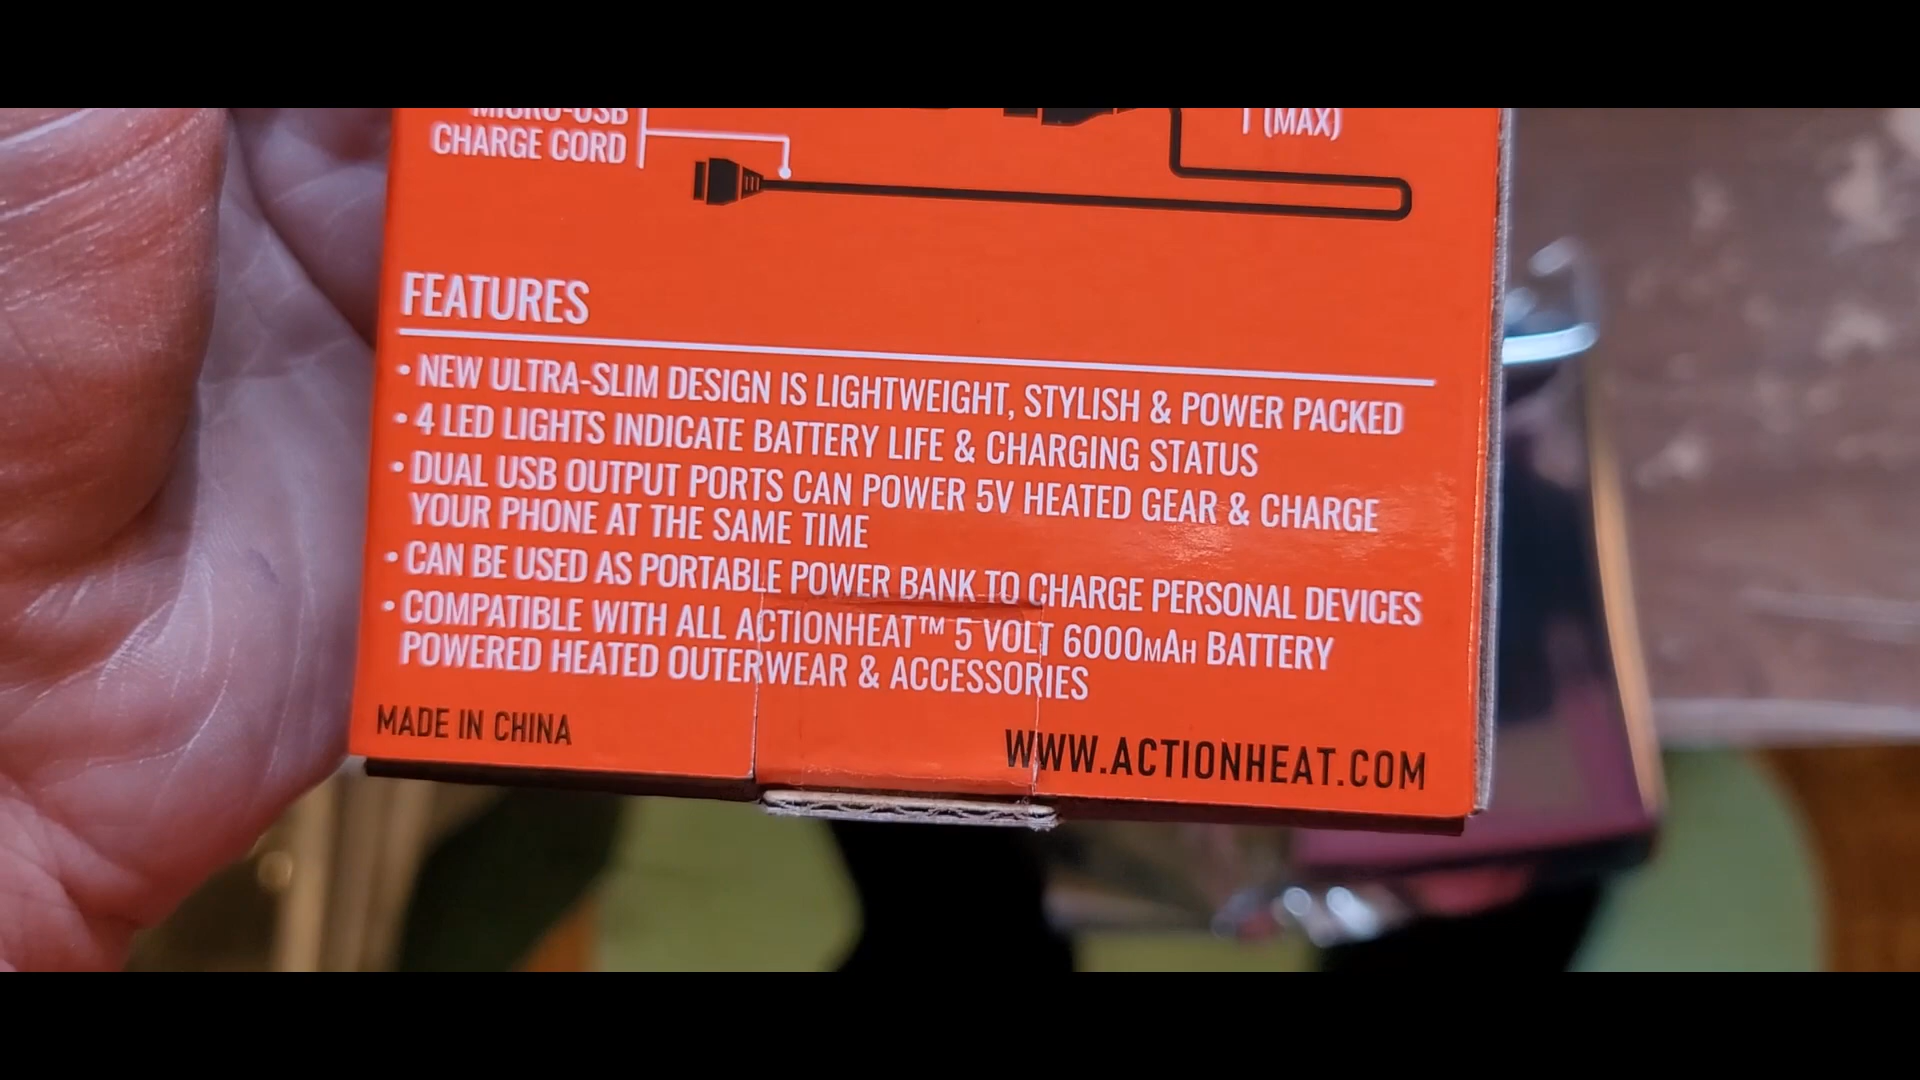 MICRO-USB
CHARGE CORD
1 (MAX)
FEATURES
• NEW ULTRA-SLIM DESIGN IS LIGHTWEIGHT, STYLISH & POWER PACKED
• 4 LED LIGHTS INDICATE BATTERY LIFE & CHARGING STATUS
• DUAL USB OUTPUT PORTS CAN POWER 5V HEATED GEAR & CHARGE
YOUR PHONE AT THE SAME TIME
• CAN BE USED AS PORTABLE POWER BANK TO CHARGE PERSONAL DEVICES
• COMPATIBLE WITH ALL ACTIONHEAT™ 5 VOLT 6000MAH BATTERY
POWERED HEATED OUTERWEAR & ACCESSORIES
MADE IN CHINA
WWW.ACTIONHEAT.COM